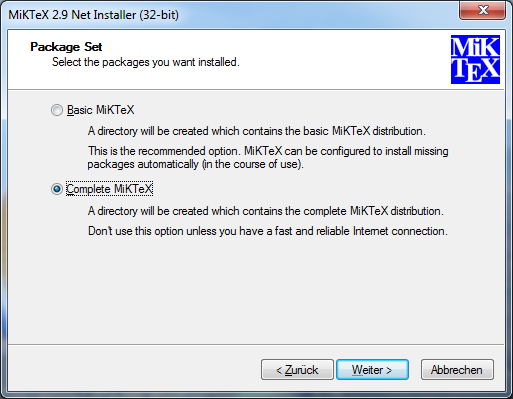 MiKTeX 2.9 Net Installer (32-bit)
Package Set
Select the packages you want installed.
MiK
TEX
Basic MiKTeX
A directory will be created which contains the basic MiKTeX distribution.
This is the recommended option. MiKTeX can be configured to install missing
packages automatically (in the course of use).
Complete MiKTeX
A directory will be created which contains the complete MiKTeX distribution.
Don't use this option unless you have a fast and reliable Internet connection.
< Zurück
Weiter >
Abbrechen